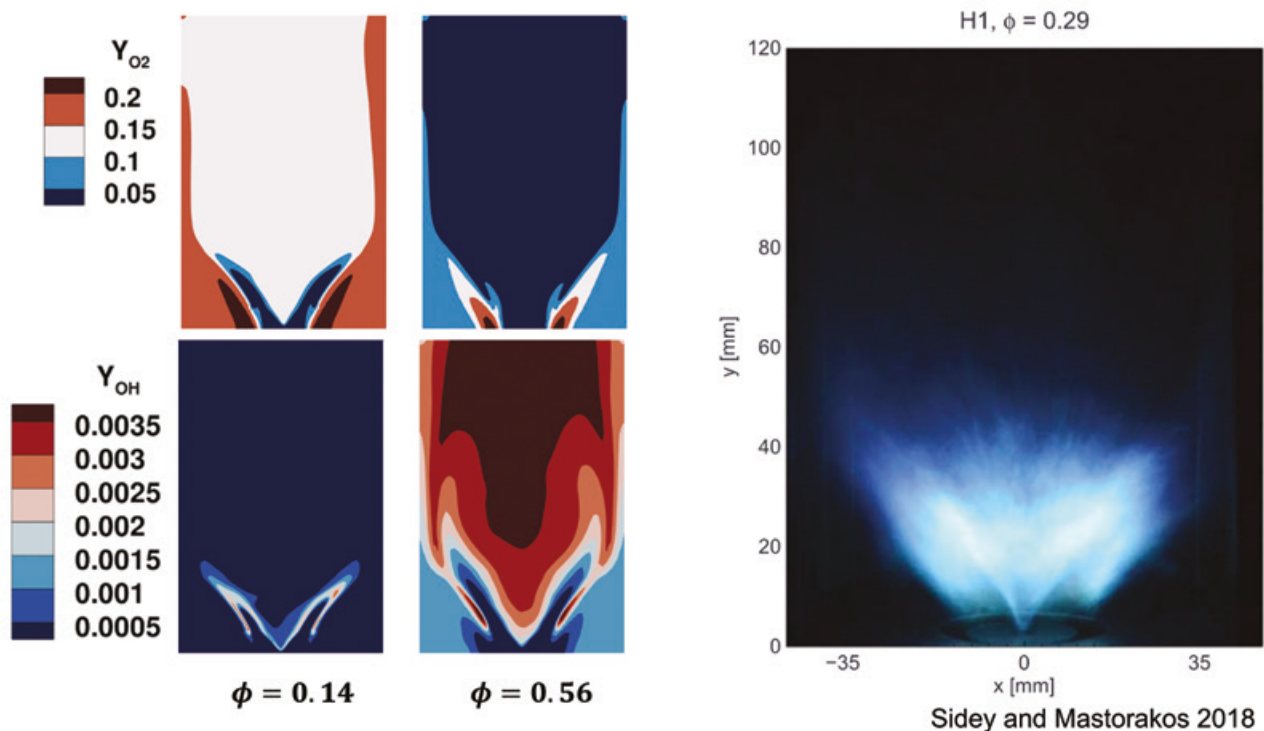 Y_O2
0.2
0.15
0.1
0.05
Y_OH
0.0035
0.003
0.0025
0.002
0.0015
0.001
0.0005
ϕ = 0.14
ϕ = 0.56
H1, ϕ = 0.29
120
100
80
60
40
20
0
y [mm]
−35 0 35
x [mm]
Sidey and Mastorakos 2018